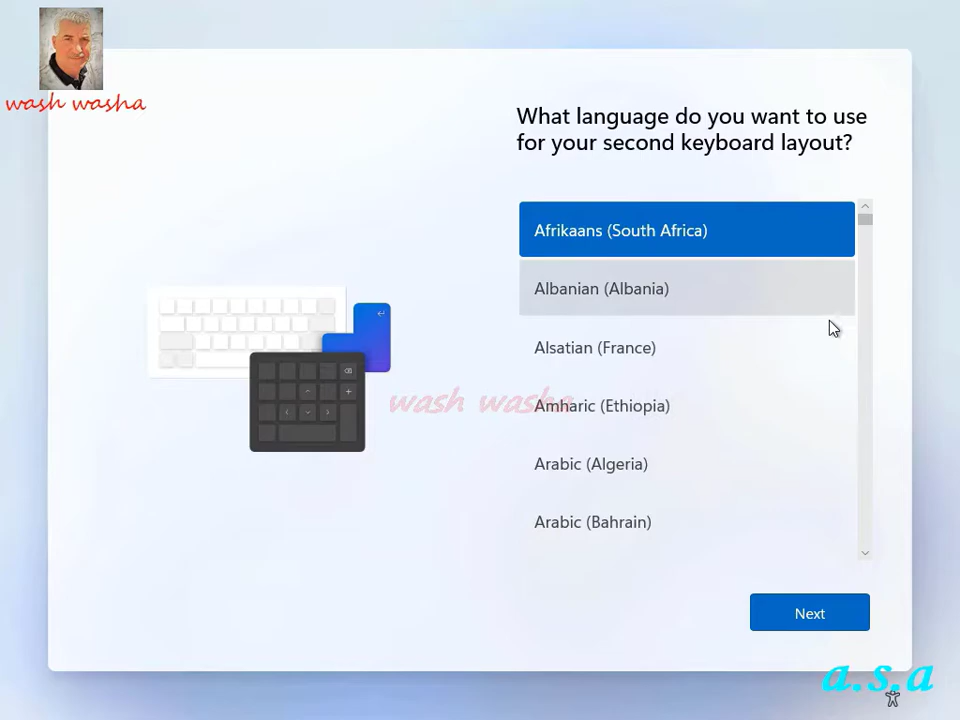 wash washa
What language do you want to use
for your second keyboard layout?
Afrikaans (South Africa)
Albanian (Albania)
Alsatian (France)
wash washa
Amharic (Ethiopia)
Arabic (Algeria)
Arabic (Bahrain)
Next
a.s.a